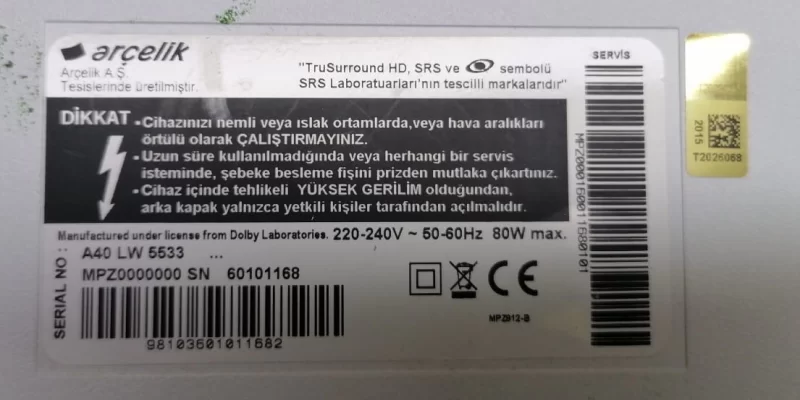 arçelik
Arçelik A.Ş.
Tesislerinde üretilmiştir.
"TruSurround HD, SRS ve sembolü
SRS Laboratuarları'nın tescilli markalarıdır"
SERVİS
DİKKAT
•Cihazınızı nemli veya ıslak ortamlarda,veya hava aralıkları
örtülü olarak ÇALIŞTIRMAYINIZ.
•Uzun süre kullanılmadığında veya herhangi bir servis
isteminde, şebeke besleme fişini prizden mutlaka çıkartınız.
•Cihaz içinde tehlikeli YÜKSEK GERİLİM olduğundan,
arka kapak yalnızca yetkili kişiler tarafından açılmalıdır.
Manufactured under license from Dolby Laboratories. 220-240V ~ 50-60Hz 80W max.
SERIAL NO :
A40 LW 5533 ...
MPZ0000000 SN 60101168
98103601011682
CE
MPZ912-B
MPZ0001600011680101
2015
T2026068